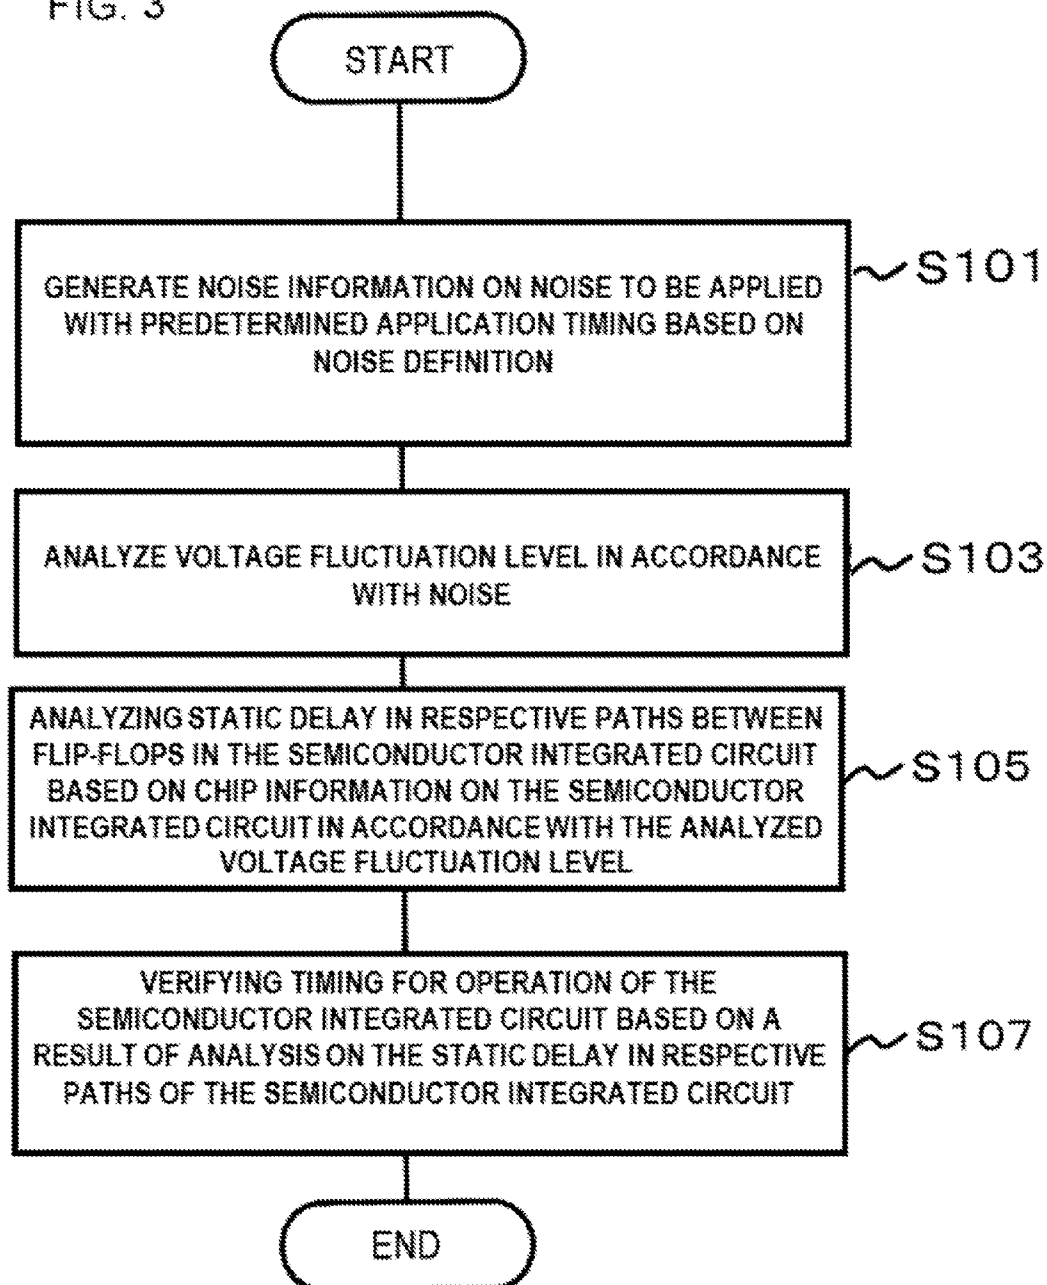 FIG. 3
START
GENERATE NOISE INFORMATION ON NOISE TO BE APPLIED
WITH PREDETERMINED APPLICATION TIMING BASED ON
NOISE DEFINITION
S101
ANALYZE VOLTAGE FLUCTUATION LEVEL IN ACCORDANCE
WITH NOISE
S103
ANALYZING STATIC DELAY IN RESPECTIVE PATHS BETWEEN
FLIP-FLOPS IN THE SEMICONDUCTOR INTEGRATED CIRCUIT
BASED ON CHIP INFORMATION ON THE SEMICONDUCTOR
INTEGRATED CIRCUIT IN ACCORDANCE WITH THE ANALYZED
VOLTAGE FLUCTUATION LEVEL
S105
VERIFYING TIMING FOR OPERATION OF THE
SEMICONDUCTOR INTEGRATED CIRCUIT BASED ON A
RESULT OF ANALYSIS ON THE STATIC DELAY IN RESPECTIVE
PATHS OF THE SEMICONDUCTOR INTEGRATED CIRCUIT
S107
END